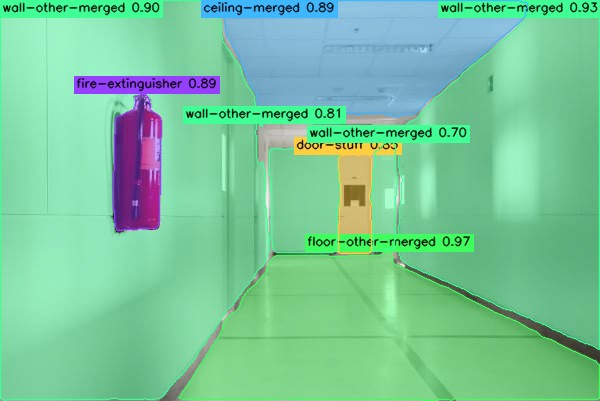 wall-other-merged 0.90
ceiling-merged 0.89
wall-other-merged 0.93
fire-extinguisher 0.89
wall-other-merged 0.81
wall-other-merged 0.70
door-stuff 0.85
floor-other-merged 0.97